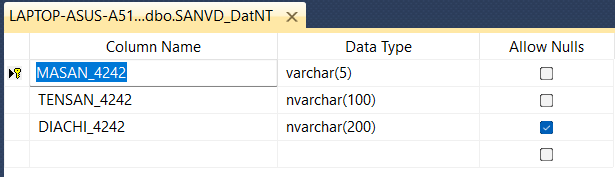 LAPTOP-ASUS-A51...dbo.SANVD_DatNT
Column Name Data Type Allow Nulls
MASAN_4242 varchar(5)
TENSAN_4242 nvarchar(100)
DIACHI_4242 nvarchar(200)